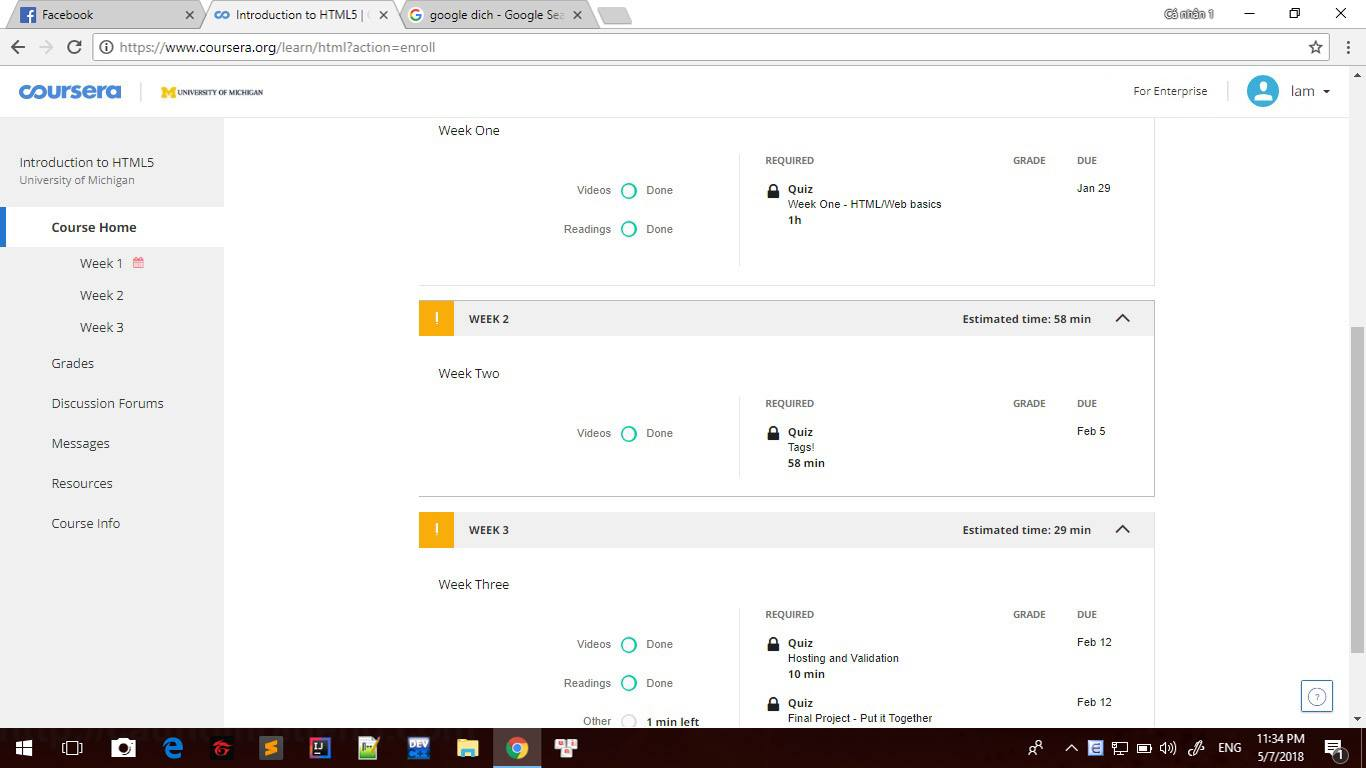 Facebook
Introduction to HTML5 | C
google dich - Google Sea
Cá nhân 1
https://www.coursera.org/learn/html?action=enroll
coursera
M UNIVERSITY OF MICHIGAN
For Enterprise
lam
Introduction to HTML5
University of Michigan
Course Home
Week 1
Week 2
Week 3
Grades
Discussion Forums
Messages
Resources
Course Info
Week One
Videos Done
Readings Done
REQUIRED GRADE DUE
Quiz Jan 29
Week One - HTML/Web basics
1h
! WEEK 2 Estimated time: 58 min
Week Two
Videos Done
REQUIRED GRADE DUE
Quiz Feb 5
Tags!
58 min
! WEEK 3 Estimated time: 29 min
Week Three
Videos Done
Readings Done
Other 1 min left
REQUIRED GRADE DUE
Quiz Feb 12
Hosting and Validation
10 min
Quiz Feb 12
Final Project - Put it Together
?
DEV
ENG
11:34 PM
5/7/2018
1